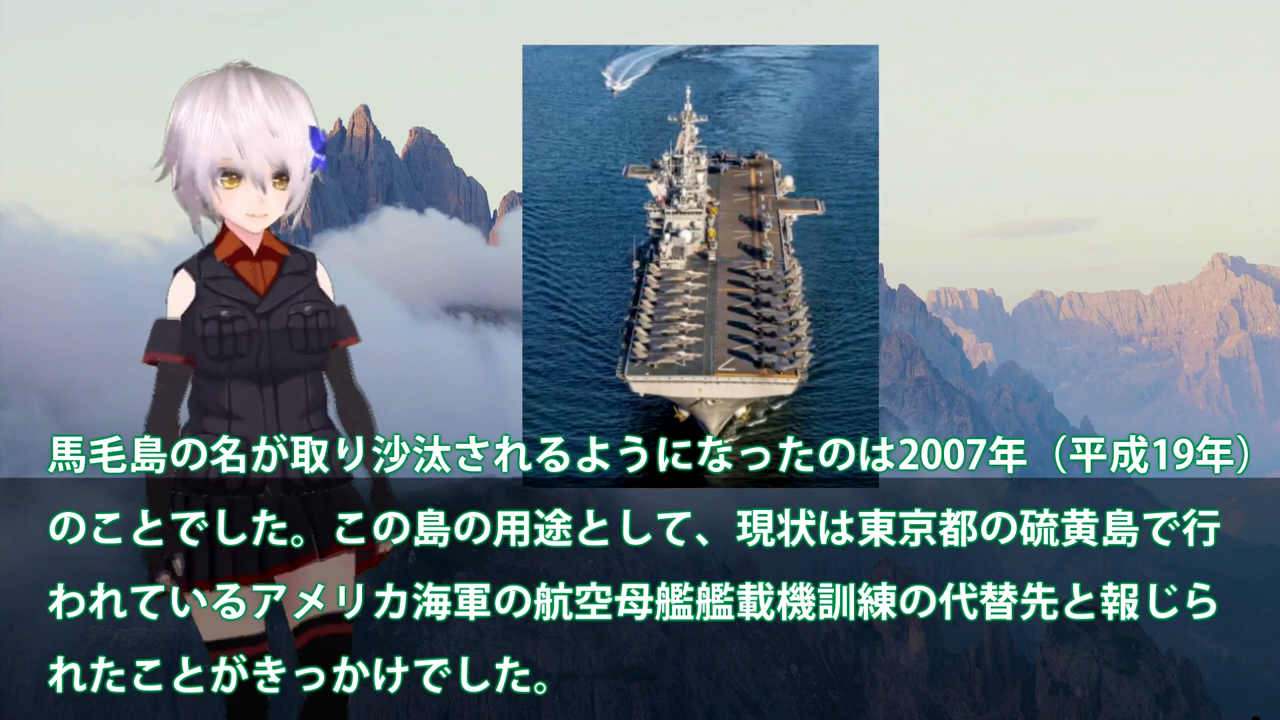 馬毛島の名が取り沙汰されるようになったのは2007年（平成19年）
のことでした。この島の用途として、現状は東京都の硫黄島で行
われているアメリカ海軍の航空母艦艦載機訓練の代替先と報じら
れたことがきっかけでした。